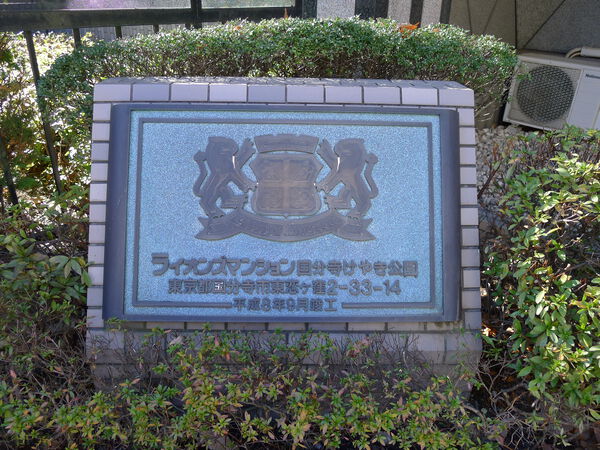 ライオンズマンション国分寺けやき公園
東京都国分寺市東恋ヶ窪2-33-14
平成8年9月竣工